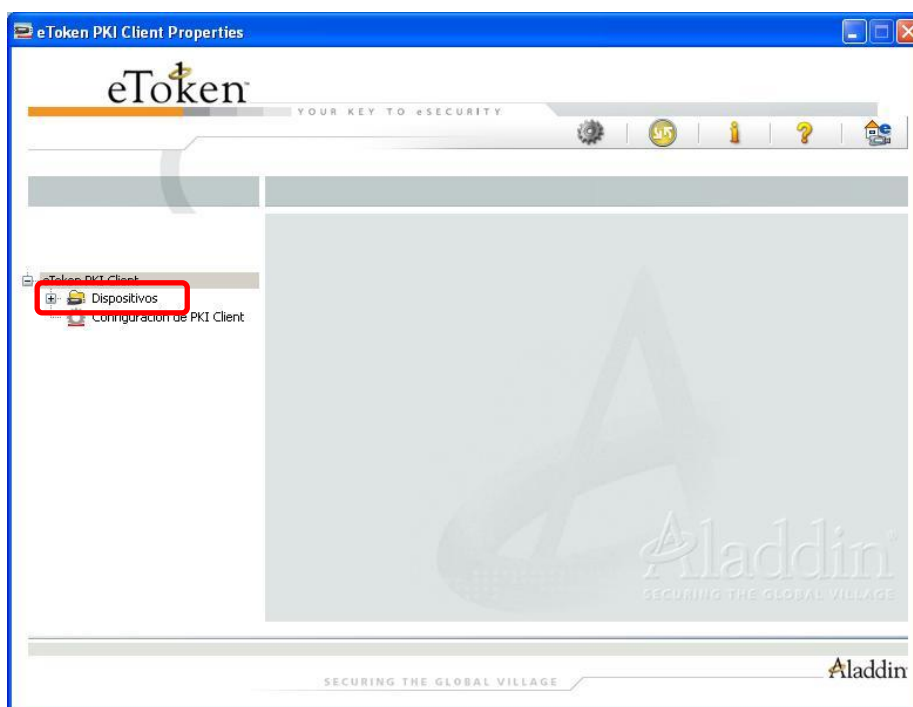 eToken PKI Client Properties
eToken
YOUR KEY TO eSECURITY
eToken PKI Client
Dispositivos
Configuración de PKI Client
Aladdin
SECURING THE GLOBAL VILLAGE
Aladdin
SECURING THE GLOBAL VILLAGE